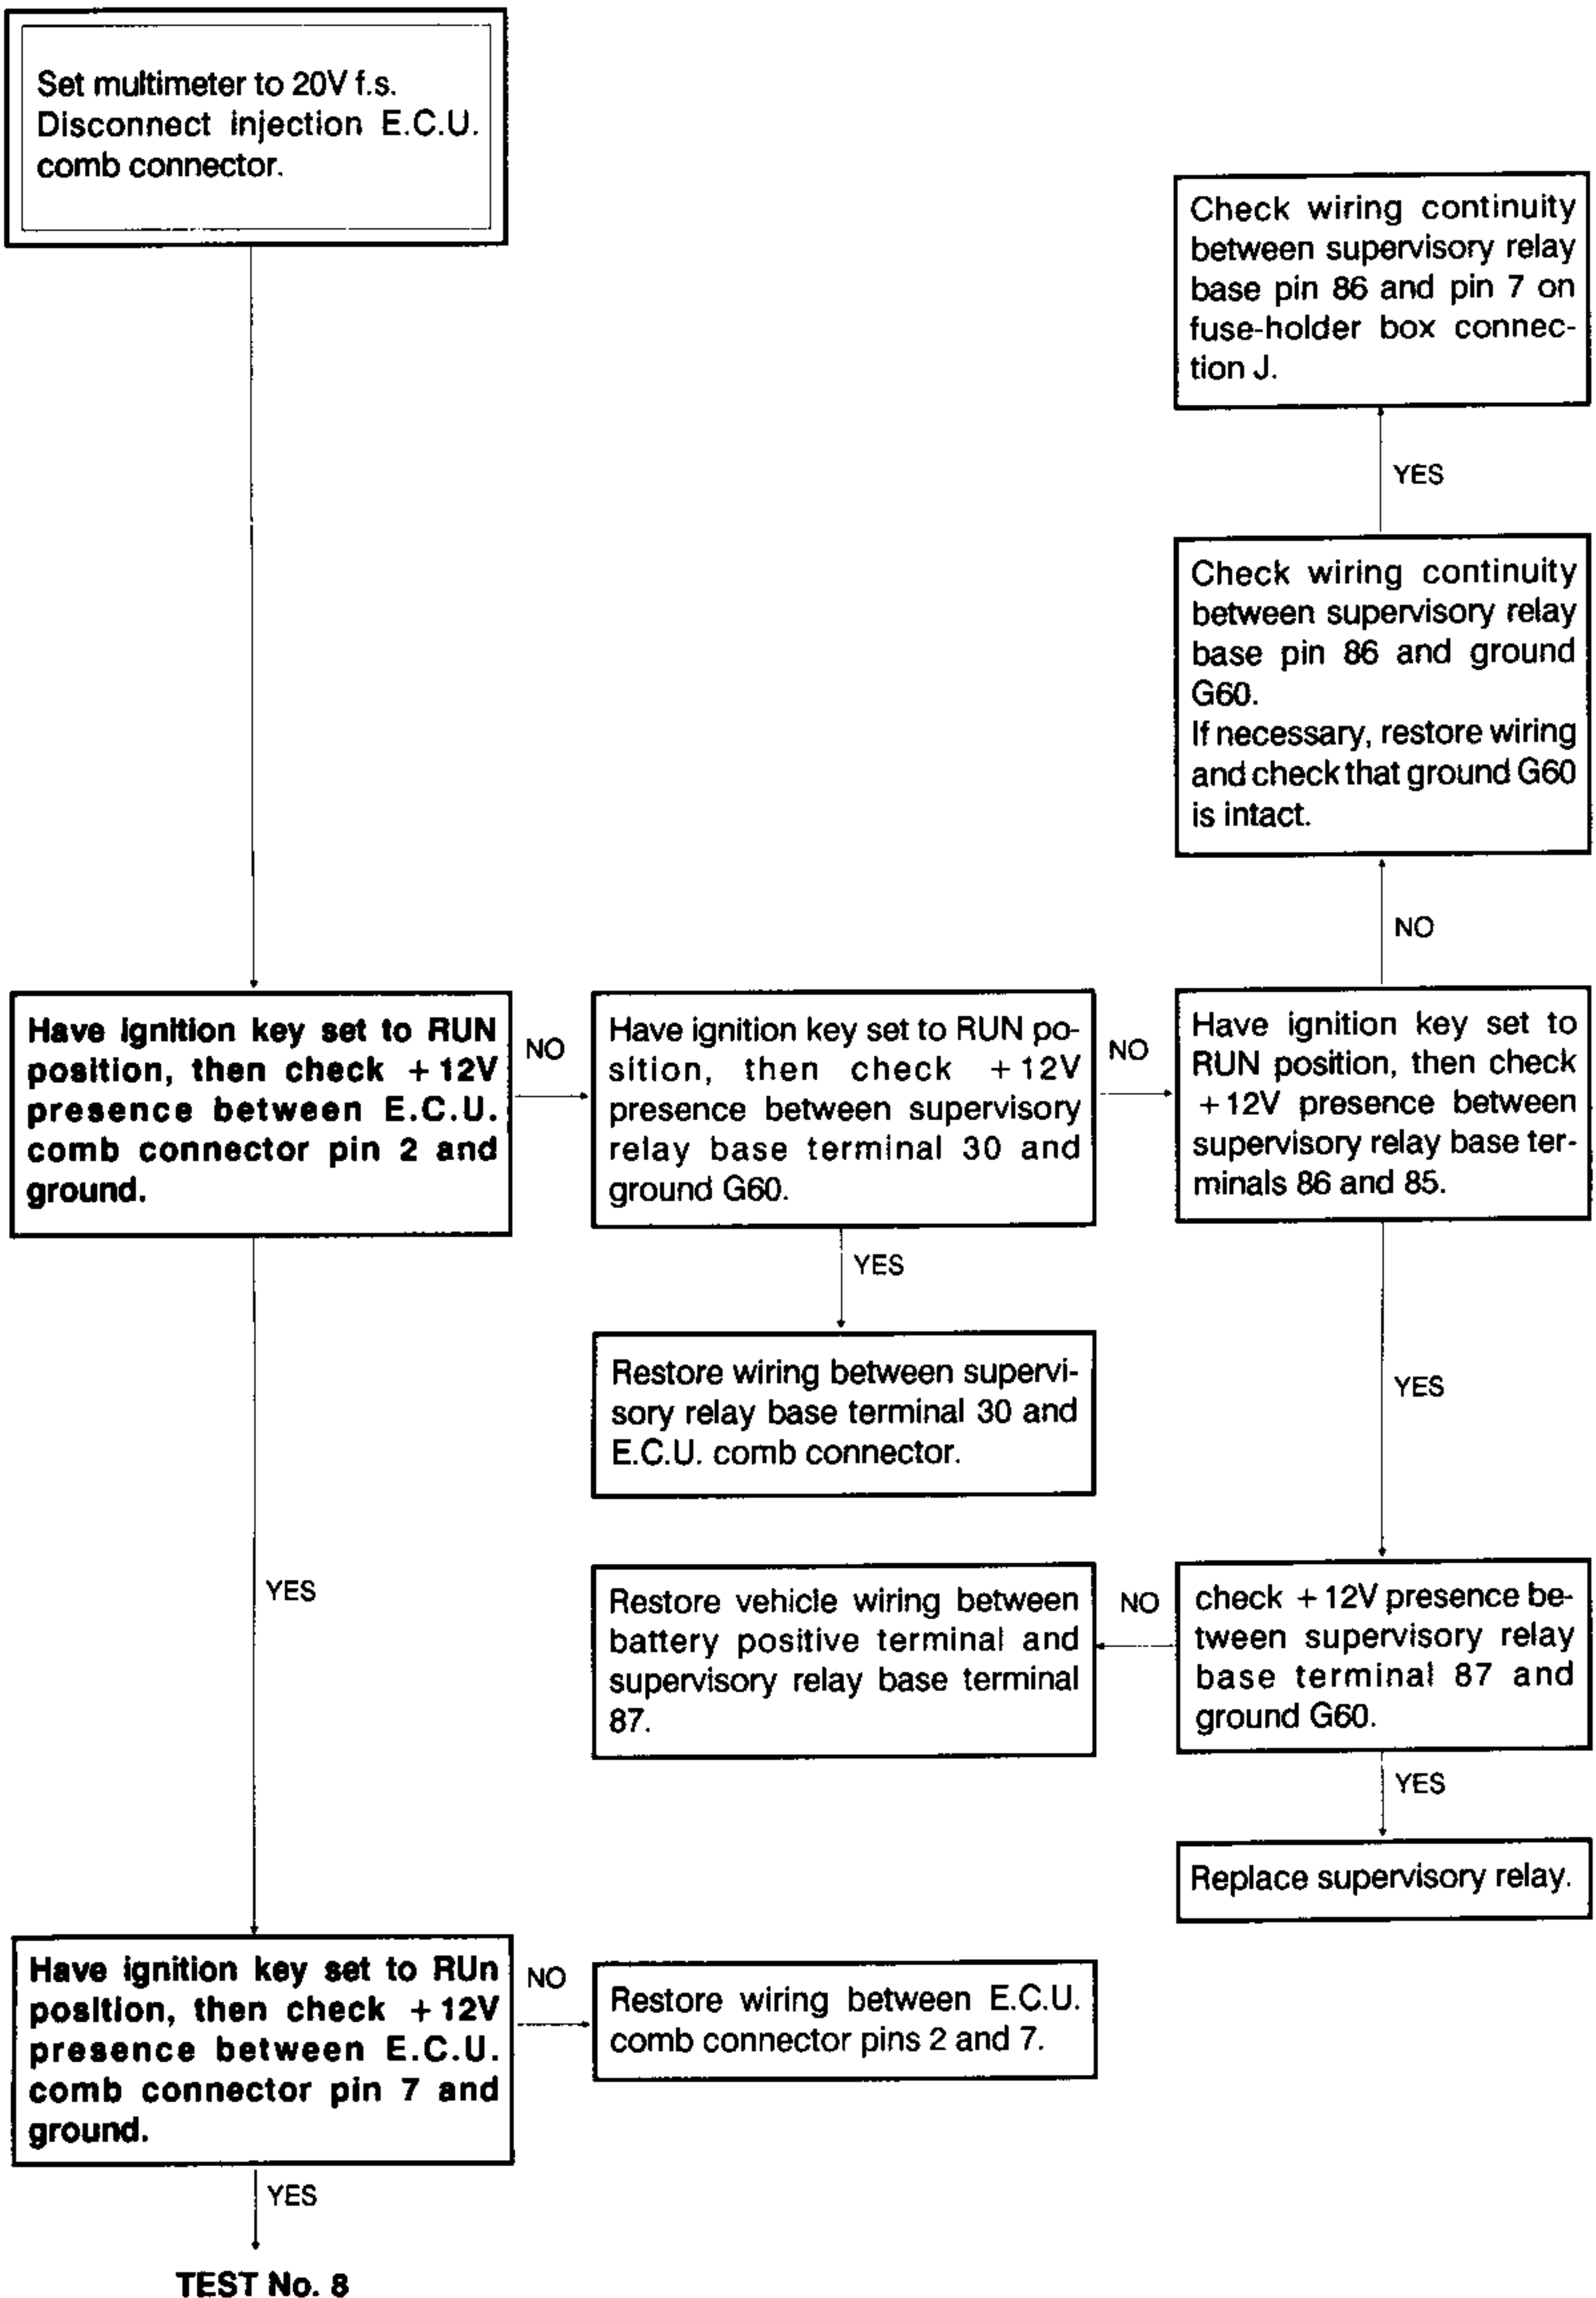 Set multimeter to 20V f.s.
Disconnect injection E.C.U.
comb connector.
Check wiring continuity
between supervisory relay
base pin 86 and pin 7 on
fuse-holder box connec-
tion J.
YES
Check wiring continuity
between supervisory relay
base pin 86 and ground
G60.
If necessary, restore wiring
and check that ground G60
is intact.
NO
Have ignition key set to RUN
position, then check +12V
presence between E.C.U.
comb connector pin 2 and
ground.
NO
Have ignition key set to RUN po-
sition, then check +12V
presence between supervisory
relay base terminal 30 and
ground G60.
NO
Have ignition key set to
RUN position, then check
+12V presence between
supervisory relay base ter-
minals 86 and 85.
YES
Restore wiring between supervi-
sory relay base terminal 30 and
E.C.U. comb connector.
YES
YES
Restore vehicle wiring between
battery positive terminal and
supervisory relay base terminal
87.
NO
check +12V presence be-
tween supervisory relay
base terminal 87 and
ground G60.
YES
Replace supervisory relay.
Have ignition key set to RUn
position, then check +12V
presence between E.C.U.
comb connector pin 7 and
ground.
NO
Restore wiring between E.C.U.
comb connector pins 2 and 7.
YES
TEST No. 8